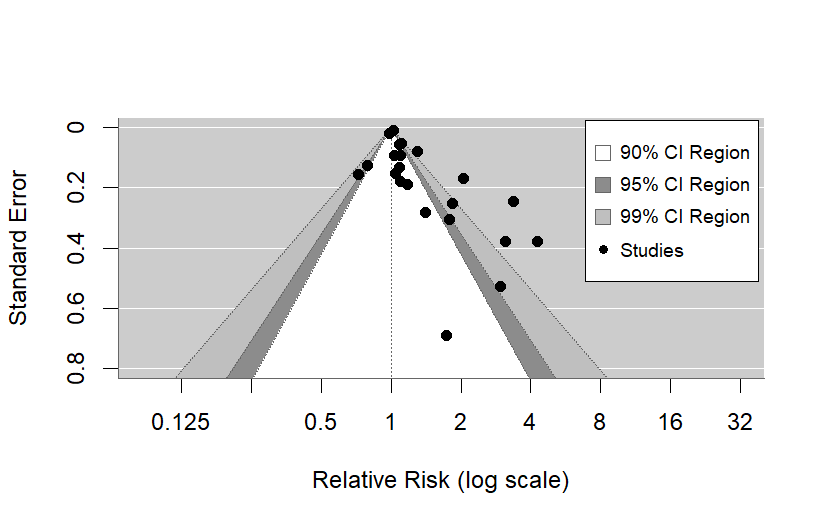 Standard Error
0
0.2
0.4
0.6
0.8
90% CI Region
95% CI Region
99% CI Region
Studies
0.125 0.5 1 2 4 8 16 32
Relative Risk (log scale)